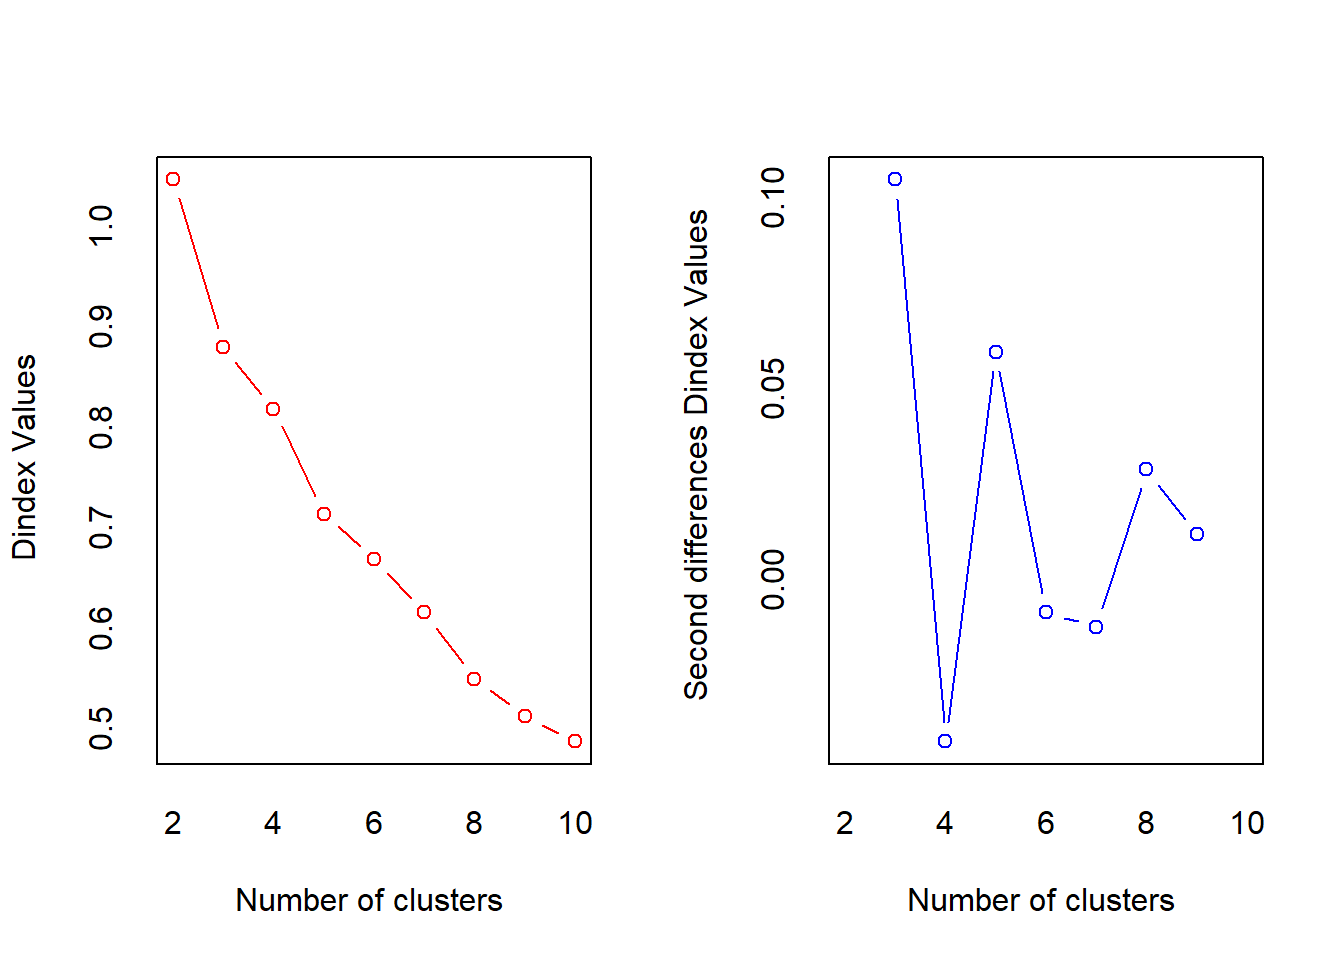 Dindex Values
1.0
0.9
0.8
0.7
0.6
0.5
2 4 6 8 10
Number of clusters
Second differences Dindex Values
0.10
0.05
0.00
2 4 6 8 10
Number of clusters